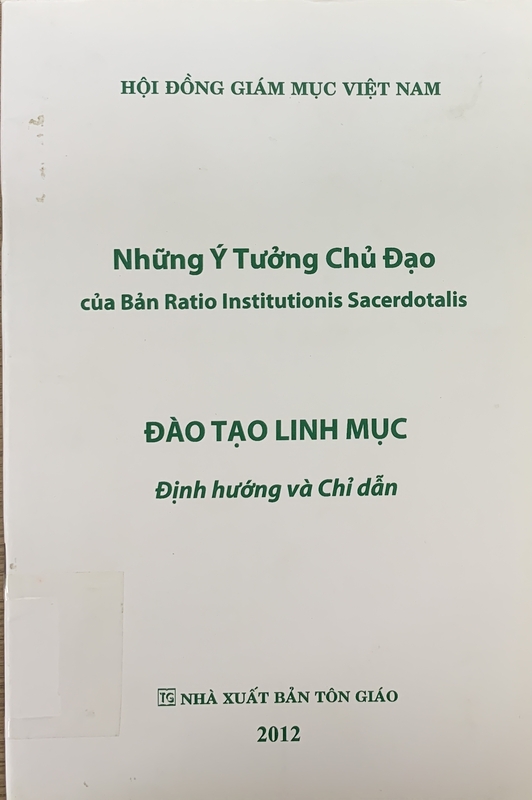 HỘI ĐỒNG GIÁM MỤC VIỆT NAM
Những Ý Tưởng Chủ Đạo
của Bản Ratio Institutionis Sacerdotalis
ĐÀO TẠO LINH MỤC
Định hướng và Chỉ dẫn
TG NHÀ XUẤT BẢN TÔN GIÁO
2012